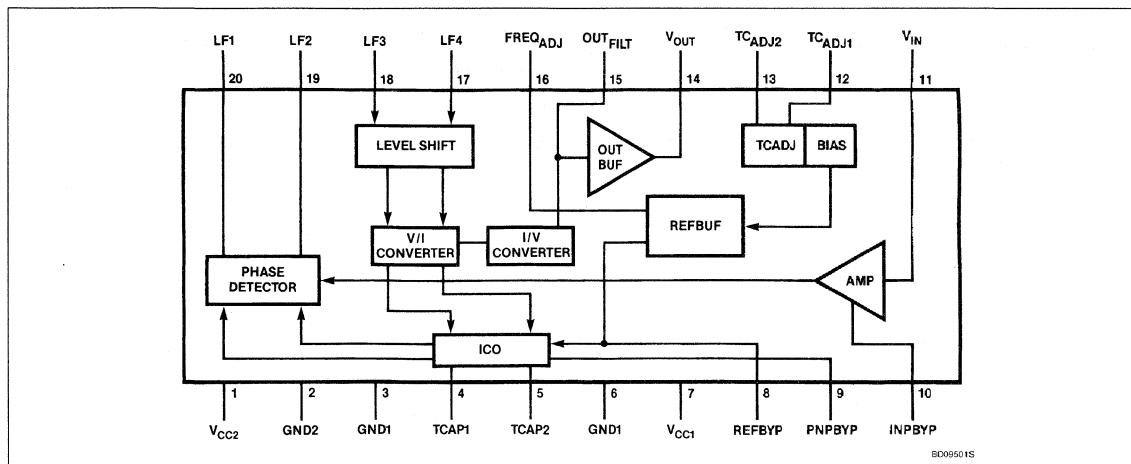 LF1 LF2 LF3 LF4 FREQADJ OUTFILT VOUT TCADJ2 TCADJ1 VIN
20 19 18 17 16 15 14 13 12 11
LEVEL SHIFT
OUT
BUF
TCADJ
BIAS
V/I
CONVERTER
I/V
CONVERTER
REFBUF
PHASE
DETECTOR
AMP
ICO
1 2 3 4 5 6 7 8 9 10
VCC2 GND2 GND1 TCAP1 TCAP2 GND1 VCC1 REFBYP PNPBYP INPBYP
BD09501S